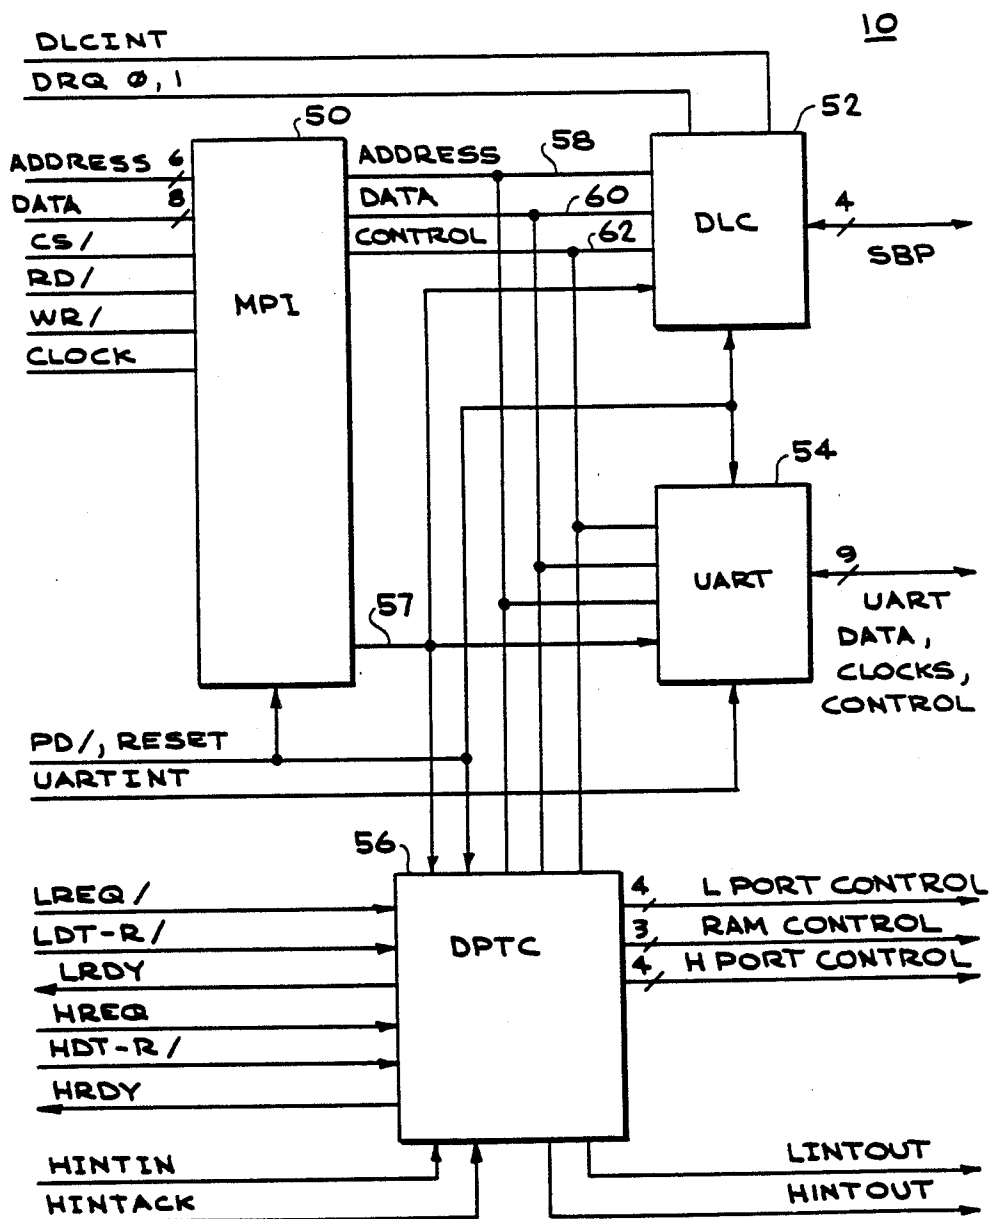 10
DLCINT
DRQ 0, 1
50
52
ADDRESS 6
DATA 8
CS/
RD/
WR/
CLOCK
MPI
ADDRESS
58
DATA
60
CONTROL
62
DLC
4
SBP
54
UART
9
UART
DATA,
CLOCKS,
CONTROL
57
PD/, RESET
UARTINT
56
DPTC
LREQ/
LDT-R/
LRDY
HREQ
HDT-R/
HRDY
4 L PORT CONTROL
3 RAM CONTROL
4 H PORT CONTROL
HINTIN
HINTACK
LINTOUT
HINTOUT